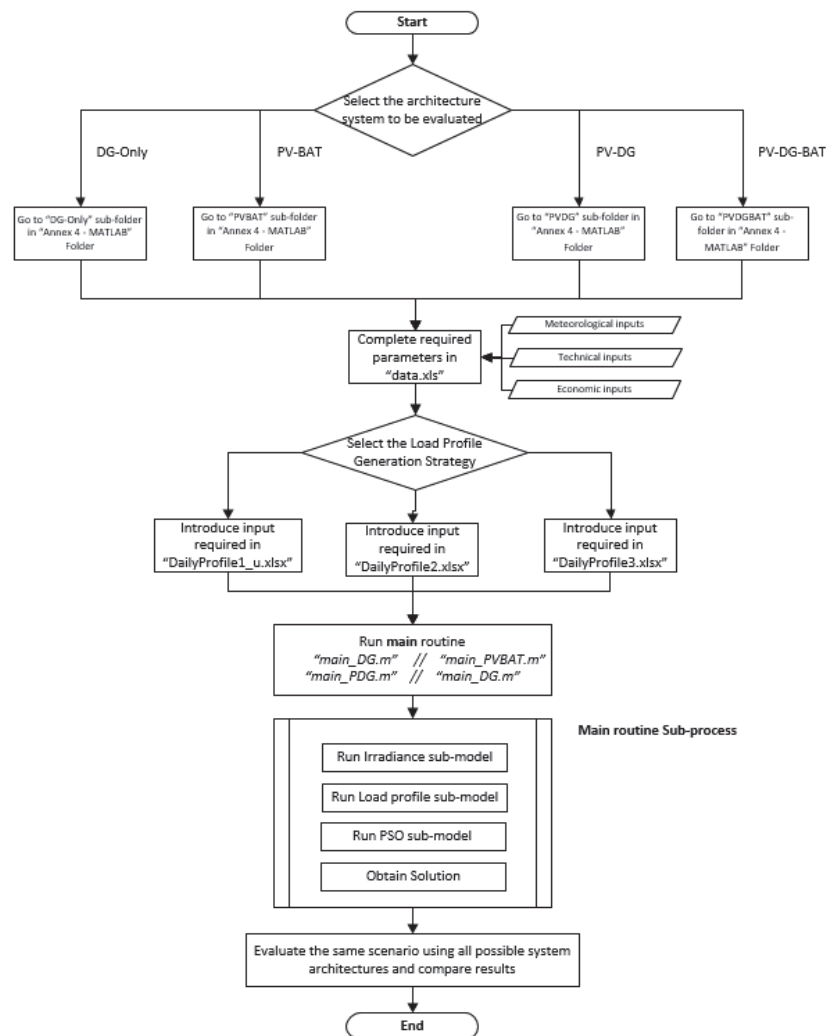 Start
Select the architecture
system to be evaluated
DG-Only
PV-BAT
PV-DG
PV-DG-BAT
Go to "DG-Only" sub-folder
in "Annex 4 - MATLAB"
Folder
Go to "PVBAT" sub-folder
in "Annex 4 - MATLAB"
Folder
Go to "PVDG" sub-folder in
"Annex 4 - MATLAB"
Folder
Go to "PVDGBAT" sub-
folder in "Annex 4 -
MATLAB" Folder
Complete required
parameters in
"data.xls"
Meteorological inputs
Technical inputs
Economic inputs
Select the Load Profile
Generation Strategy
Introduce input
required in
"DailyProfile1_u.xlsx"
Introduce input
required in
"DailyProfile2.xlsx"
Introduce input
required in
"DailyProfile3.xlsx"
Run main routine
"main_DG.m" // "main_PVBAT.m"
"main_PDG.m" // "main_DG.m"
Main routine Sub-process
Run Irradiance sub-model
Run Load profile sub-model
Run PSO sub-model
Obtain Solution
Evaluate the same scenario using all possible system
architectures and compare results
End